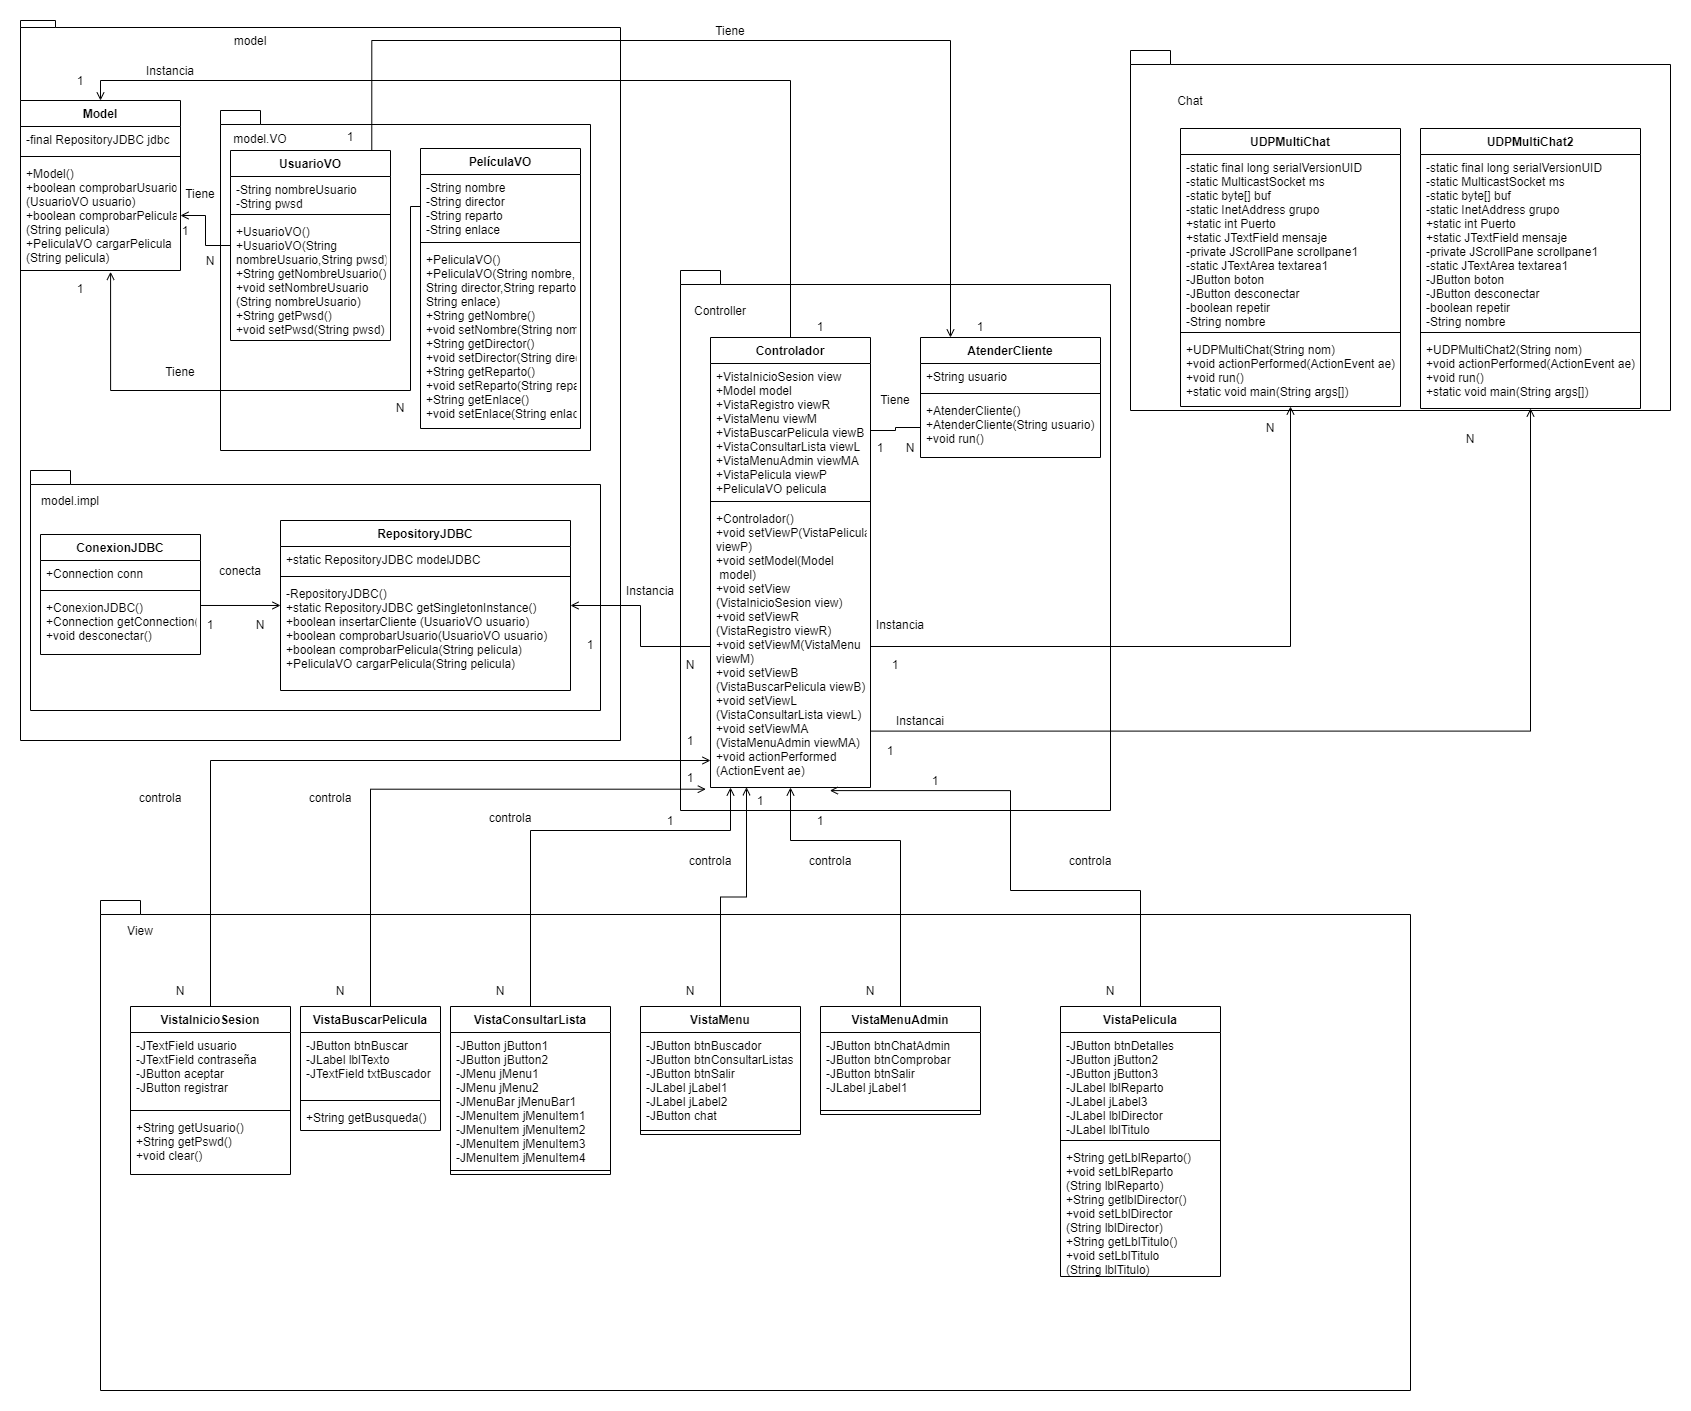 model
Tiene
1
Instancia
Model
-final RepositoryJDBC jdbc
+Model()
+boolean comprobarUsuario
(UsuarioVO usuario)
+boolean comprobarPelicula
(String pelicula)
+PeliculaVO cargarPelicula
(String pelicula)
Tiene
1
N
1
Tiene
N
model.VO
1
UsuarioVO
-String nombreUsuario
-String pwsd
+UsuarioVO()
+UsuarioVO(String
nombreUsuario,String pwsd)
+String getNombreUsuario()
+void setNombreUsuario
(String nombreUsuario)
+String getPwsd()
+void setPwsd(String pwsd)
PelículaVO
-String nombre
-String director
-String reparto
-String enlace
+PeliculaVO()
+PeliculaVO(String nombre,
String director,String reparto
String enlace)
+String getNombre()
+void setNombre(String nom
+String getDirector()
+void setDirector(String dire
+String getReparto()
+void setReparto(String repa
+String getEnlace()
+void setEnlace(String enlac
model.impl
ConexionJDBC
+Connection conn
+ConexionJDBC()
+Connection getConnection(
+void desconectar()
conecta
1
N
RepositoryJDBC
+static RepositoryJDBC modelJDBC
-RepositoryJDBC()
+static RepositoryJDBC getSingletonInstance()
+boolean insertarCliente (UsuarioVO usuario)
+boolean comprobarUsuario(UsuarioVO usuario)
+boolean comprobarPelicula(String pelicula)
+PeliculaVO cargarPelicula(String pelicula)
Instancia
1
N
Controller
1
1
Controlador
+VistaInicioSesion view
+Model model
+VistaRegistro viewR
+VistaMenu viewM
+VistaBuscarPelicula viewB
+VistaConsultarLista viewL
+VistaMenuAdmin viewMA
+VistaPelicula viewP
+PeliculaVO pelicula
+Controlador()
+void setViewP(VistaPelicula
viewP)
+void setModel(Model
model)
+void setView
(VistaInicioSesion view)
+void setViewR
(VistaRegistro viewR)
+void setViewM(VistaMenu
viewM)
+void setViewB
(VistaBuscarPelicula viewB)
+void setViewL
(VistaConsultarLista viewL)
+void setViewMA
(VistaMenuAdmin viewMA)
+void actionPerformed
(ActionEvent ae)
Tiene
1
N
AtenderCliente
+String usuario
+AtenderCliente()
+AtenderCliente(String usuario)
+void run()
Chat
UDPMultiChat
-static final long serialVersionUID
-static MulticastSocket ms
-static byte[] buf
-static InetAddress grupo
+static int Puerto
+static JTextField mensaje
-private JScrollPane scrollpane1
-static JTextArea textarea1
-JButton boton
-JButton desconectar
-boolean repetir
-String nombre
+UDPMultiChat(String nom)
+void actionPerformed(ActionEvent ae)
+void run()
+static void main(String args[])
UDPMultiChat2
-static final long serialVersionUID
-static MulticastSocket ms
-static byte[] buf
-static InetAddress grupo
+static int Puerto
+static JTextField mensaje
-private JScrollPane scrollpane1
-static JTextArea textarea1
-JButton boton
-JButton desconectar
-boolean repetir
-String nombre
+UDPMultiChat2(String nom)
+void actionPerformed(ActionEvent ae)
+void run()
+static void main(String args[])
N
N
Instancia
1
Instancai
1
1
1
1
1
1
1
controla
controla
controla
controla
controla
controla
View
N
N
N
N
N
N
VistaInicioSesion
-JTextField usuario
-JTextField contraseña
-JButton aceptar
-JButton registrar
+String getUsuario()
+String getPswd()
+void clear()
VistaBuscarPelicula
-JButton btnBuscar
-JLabel lblTexto
-JTextField txtBuscador
+String getBusqueda()
VistaConsultarLista
-JButton jButton1
-JButton jButton2
-JMenu jMenu1
-JMenu jMenu2
-JMenuBar jMenuBar1
-JMenuItem jMenuItem1
-JMenuItem jMenuItem2
-JMenuItem jMenuItem3
-JMenuItem jMenuItem4
VistaMenu
-JButton btnBuscador
-JButton btnConsultarListas
-JButton btnSalir
-JLabel jLabel1
-JLabel jLabel2
-JButton chat
VistaMenuAdmin
-JButton btnChatAdmin
-JButton btnComprobar
-JButton btnSalir
-JLabel jLabel1
VistaPelicula
-JButton btnDetalles
-JButton jButton2
-JButton jButton3
-JLabel lblReparto
-JLabel jLabel3
-JLabel lblDirector
-JLabel lblTitulo
+String getLblReparto()
+void setLblReparto
(String lblReparto)
+String getlblDirector()
+void setLblDirector
(String lblDirector)
+String getLblTitulo()
+void setLblTitulo
(String lblTitulo)